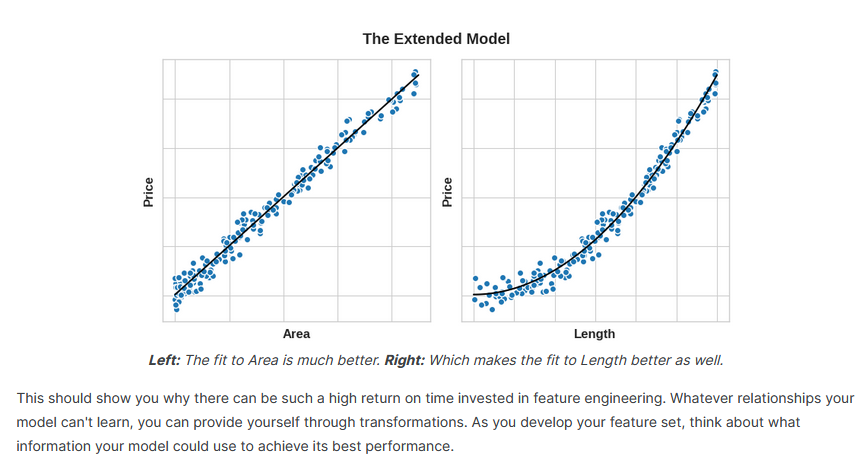 The Extended Model
Price
Price
Area
Length
Left: The fit to Area is much better. Right: Which makes the fit to Length better as well.
This should show you why there can be such a high return on time invested in feature engineering. Whatever relationships your
model can't learn, you can provide yourself through transformations. As you develop your feature set, think about what
information your model could use to achieve its best performance.